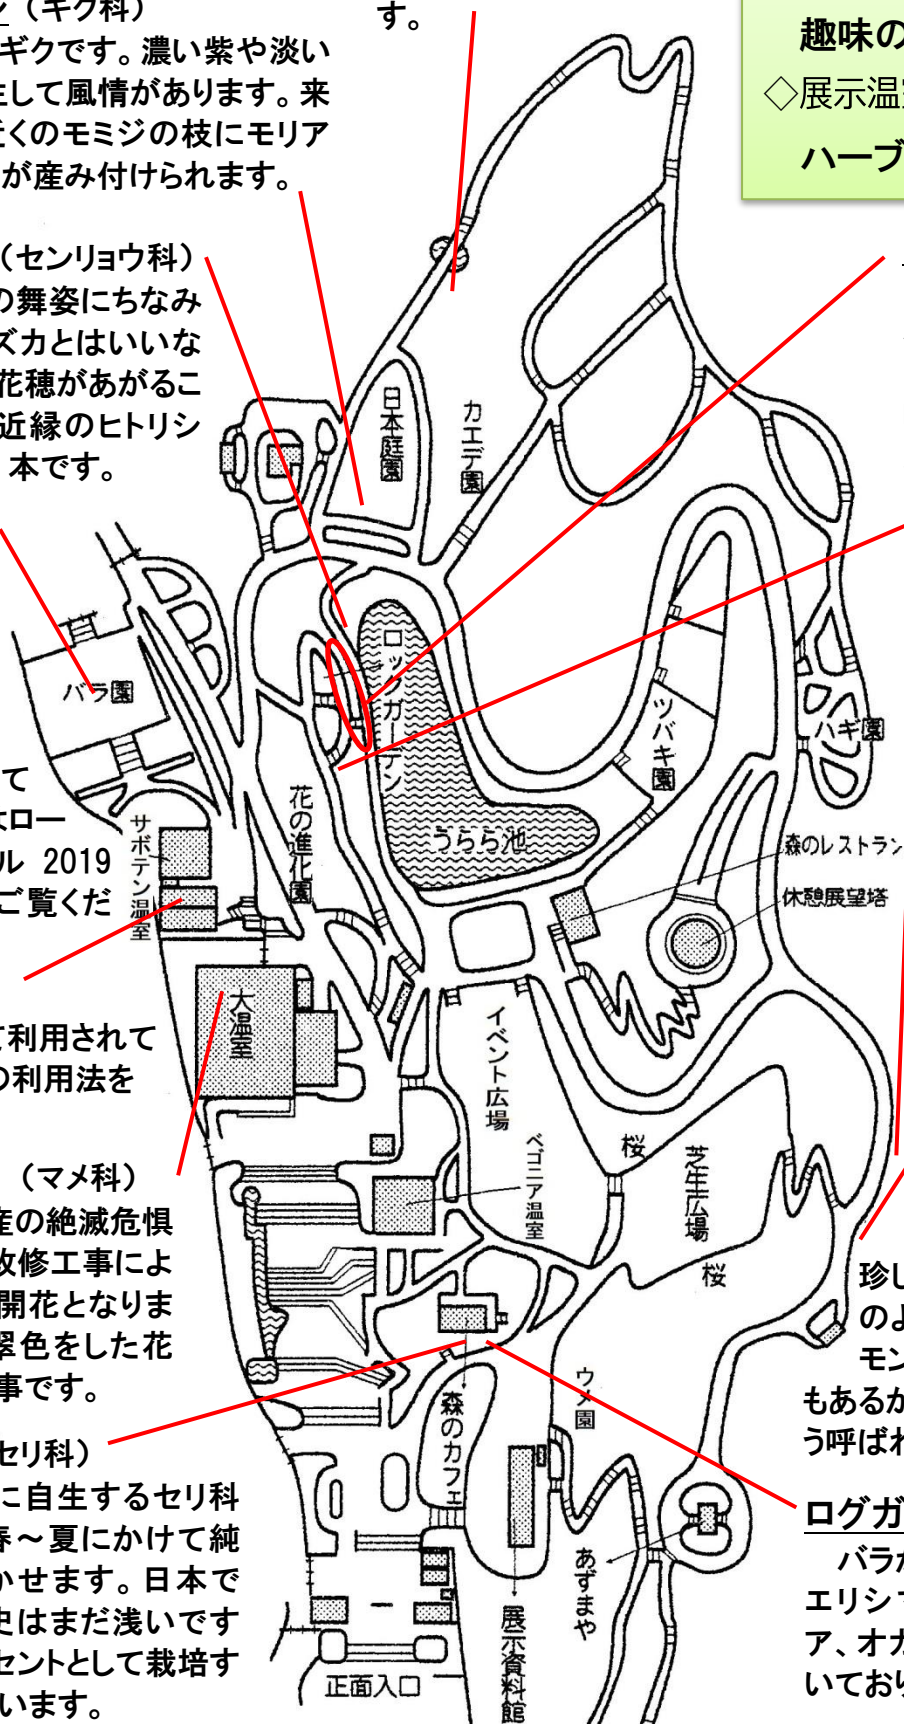 （キク科）
ギクです。濃い紫や淡い
して風情があります。来
くのモミジの枝にモリア
が産み付けられます。
す。
趣味の
◇展示温
ハーブ
（センリョウ科）
の舞姿にちなみ
ズカとはいいな
花穂があがるこ
近縁のヒトリシ
本です。
日本庭園
カエデ園
ロックガーデン
バラ園
ツバキ園
ハギ園
うらら池
花の進化園
サボテン温室
森のレストラン
休憩展望塔
て
ロー
ル 2019
ご覧くだ
大温室
利用されて
の利用法を
イベント広場
ベゴニア温室
桜
芝生広場
桜
（マメ科）
産の絶滅危惧
改修工事によ
開花となりま
翠色をした花
事です。
珍し
のよ
モン
もあるか
う呼ばれ
ウメ園
森のカフェ
セリ科）
に自生するセリ科
春～夏にかけて純
かせます。日本で
史はまだ浅いです
セントとして栽培す
います。
ログガ
バラが
エリシマ
ア、オガ
いており
あずまや
展示資料館
正面入口